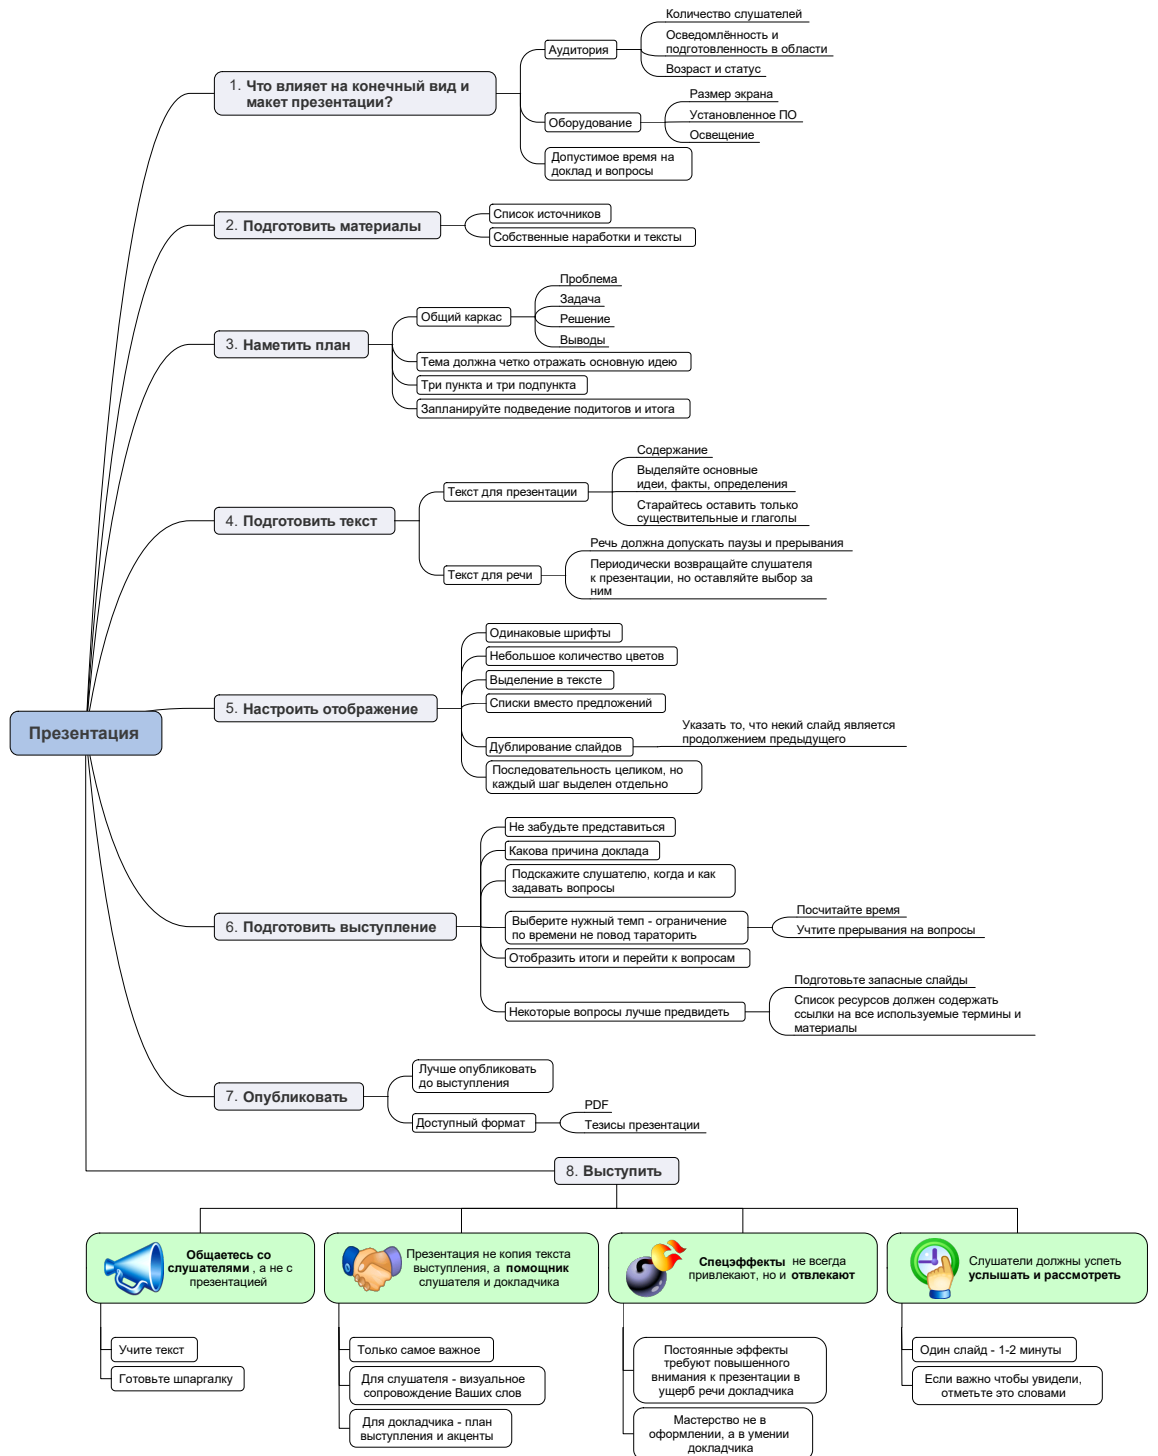 Презентация
1. Что влияет на конечный вид и
макет презентации?
Аудитория
Количество слушателей
Осведомлённость и
подготовленность в области
Возраст и статус
Оборудование
Размер экрана
Установленное ПО
Освещение
Допустимое время на
доклад и вопросы
2. Подготовить материалы
Список источников
Собственные наработки и тексты
3. Наметить план
Общий каркас
Проблема
Задача
Решение
Выводы
Тема должна четко отражать основную идею
Три пункта и три подпункта
Запланируйте подведение подитогов и итога
4. Подготовить текст
Текст для презентации
Содержание
Выделяйте основные
идеи, факты, определения
Старайтесь оставить только
существительные и глаголы
Текст для речи
Речь должна допускать паузы и прерывания
Периодически возвращайте слушателя
к презентации, но оставляйте выбор за
ним
5. Настроить отображение
Одинаковые шрифты
Небольшое количество цветов
Выделение в тексте
Списки вместо предложений
Дублирование слайдов
Указать то, что некий слайд является
продолжением предыдущего
Последовательность целиком, но
каждый шаг выделен отдельно
6. Подготовить выступление
Не забудьте представиться
Какова причина доклада
Подскажите слушателю, когда и как
задавать вопросы
Выберите нужный темп - ограничение
по времени не повод тараторить
Посчитайте время
Учтите прерывания на вопросы
Отобразить итоги и перейти к вопросам
Некоторые вопросы лучше предвидеть
Подготовьте запасные слайды
Список ресурсов должен содержать
ссылки на все используемые термины и
материалы
7. Опубликовать
Лучше опубликовать
до выступления
Доступный формат
PDF
Тезисы презентации
8. Выступить
Общаетесь со
слушателями , а не с
презентацией
Учите текст
Готовьте шпаргалку
Презентация не копия текста
выступления, а помощник
слушателя и докладчика
Только самое важное
Для слушателя - визуальное
сопровождение Ваших слов
Для докладчика - план
выступления и акценты
Спецэффекты не всегда
привлекают, но и отвлекают
Постоянные эффекты
требуют повышенного
внимания к презентации в
ущерб речи докладчика
Мастерство не в
оформлении, а в умении
докладчика
Слушатели должны успеть
услышать и рассмотреть
Один слайд - 1-2 минуты
Если важно чтобы увидели,
отметьте это словами